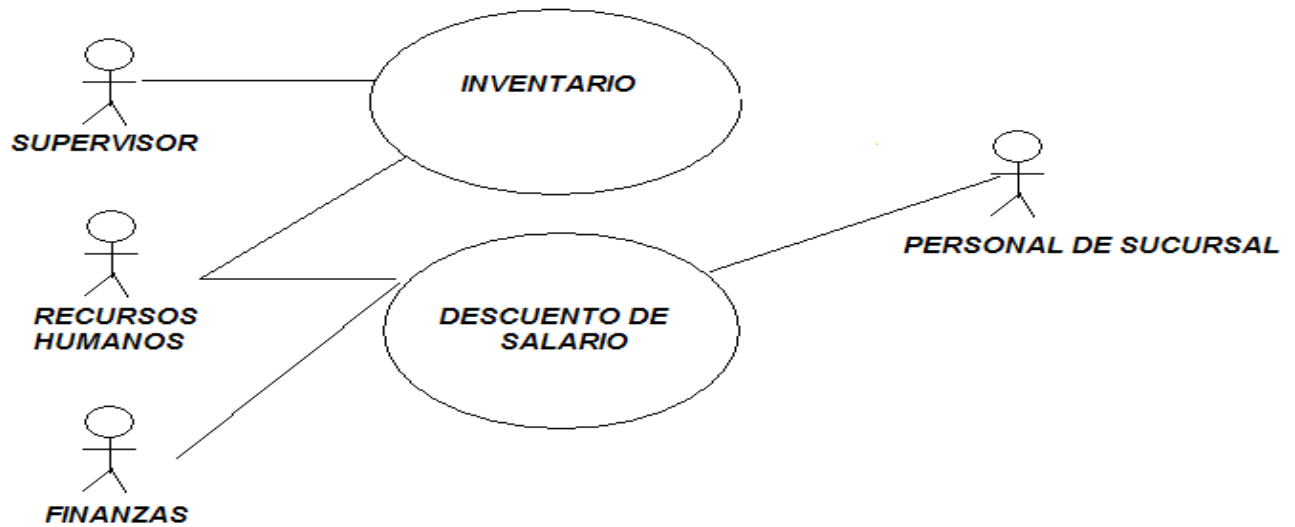 INVENTARIO
SUPERVISOR
PERSONAL DE SUCURSAL
RECURSOS
HUMANOS
DESCUENTO DE
SALARIO
FINANZAS